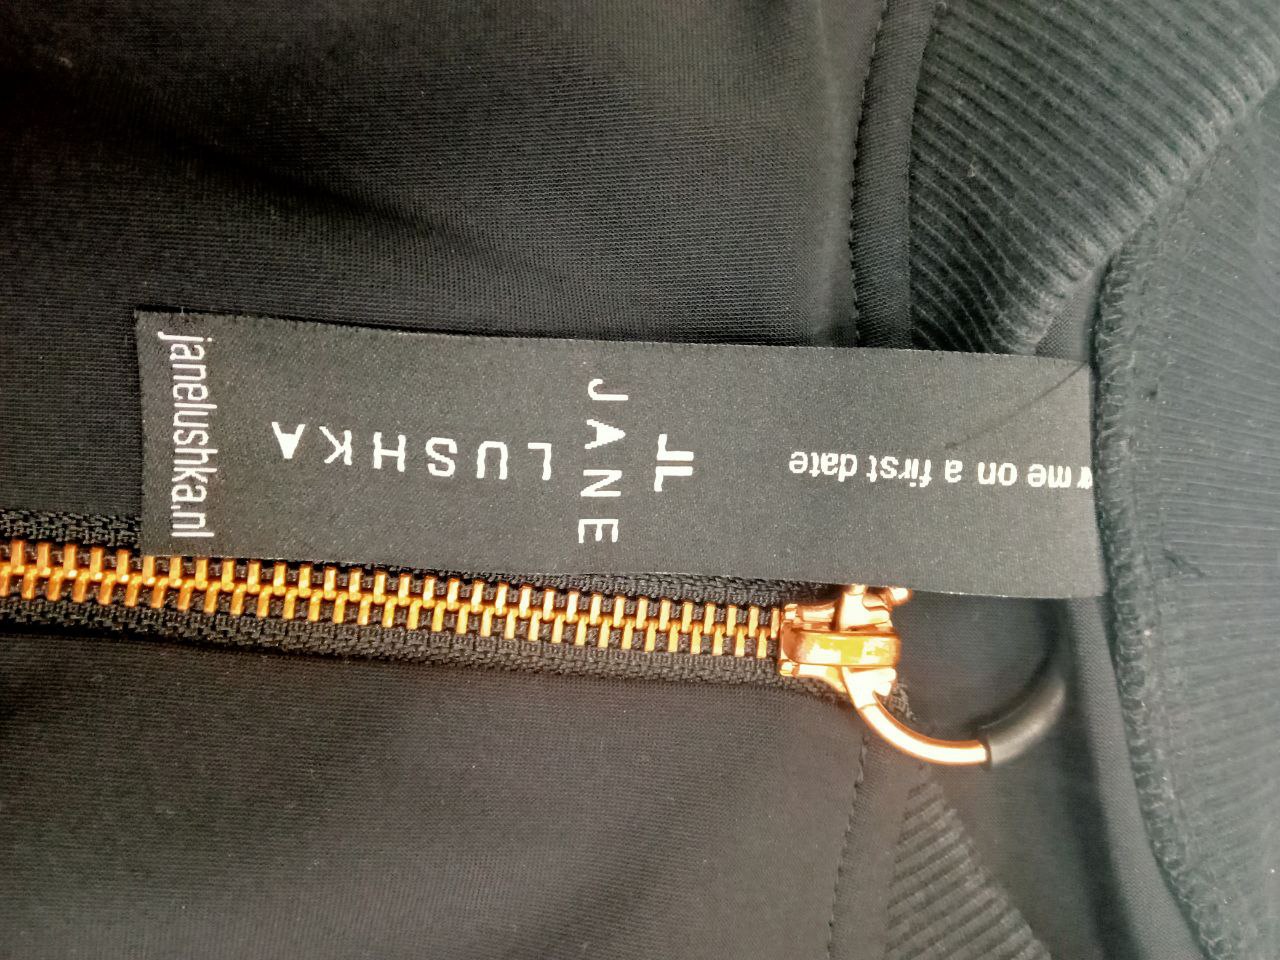 me on a first date
JL
JANE
LUSHKA
janelushka.nl